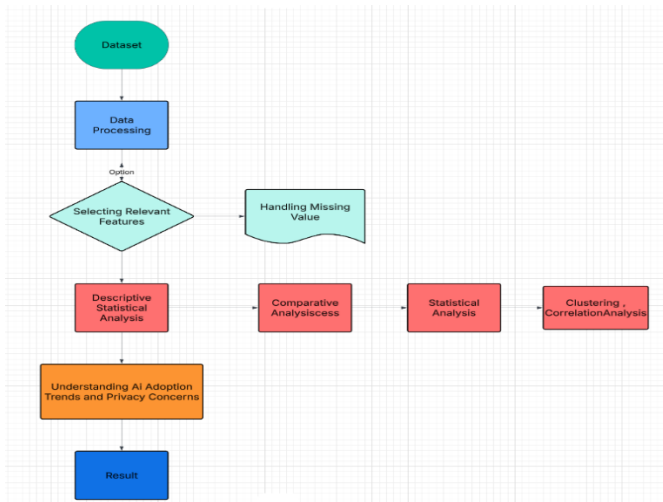 Dataset
Data
Processing
Option
Selecting Relevant
Features
Handling Missing
Value
Descriptive
Statistical
Analysis
Comparative
Analysiscess
Statistical
Analysis
Clustering ,
CorrelationAnalysis
Understanding Ai Adoption
Trends and Privacy Concerns
Result